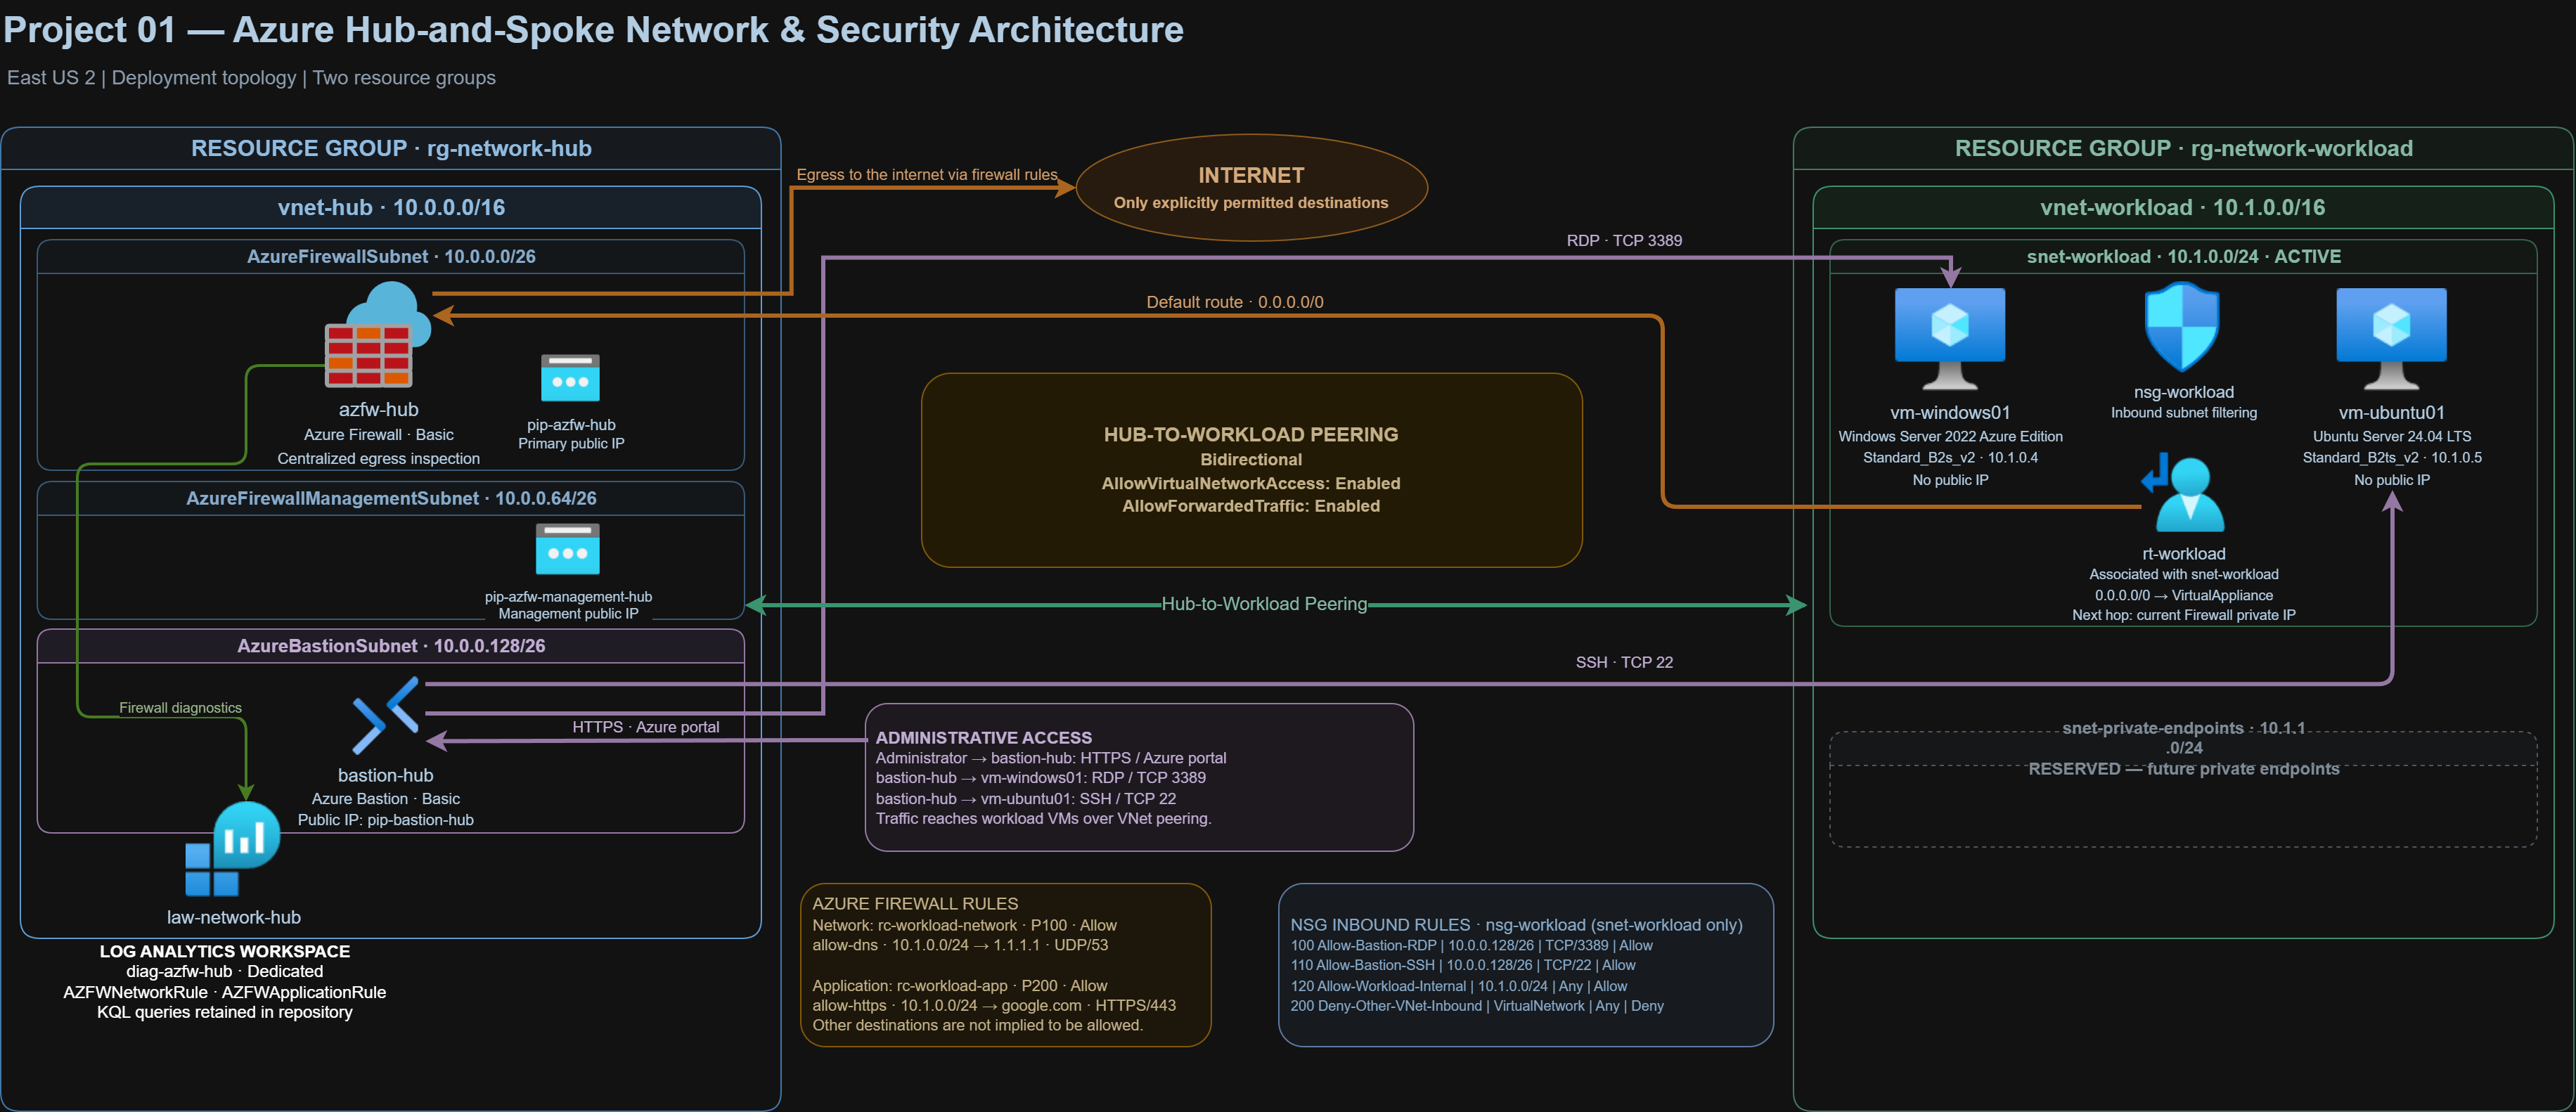 Project 01 — Azure Hub-and-Spoke Network & Security Architecture
East US 2 | Deployment topology | Two resource groups
RESOURCE GROUP · rg-network-hub
vnet-hub · 10.0.0.0/16
AzureFirewallSubnet · 10.0.0.0/26
azfw-hub
Azure Firewall · Basic
Centralized egress inspection
pip-azfw-hub
Primary public IP
AzureFirewallManagementSubnet · 10.0.0.64/26
pip-azfw-management-hub
Management public IP
AzureBastionSubnet · 10.0.0.128/26
Firewall diagnostics
bastion-hub
Azure Bastion · Basic
Public IP: pip-bastion-hub
law-network-hub
LOG ANALYTICS WORKSPACE
diag-azfw-hub · Dedicated
AZFWNetworkRule · AZFWApplicationRule
KQL queries retained in repository
Egress to the internet via firewall rules
INTERNET
Only explicitly permitted destinations
RDP · TCP 3389
Default route · 0.0.0.0/0
HUB-TO-WORKLOAD PEERING
Bidirectional
AllowVirtualNetworkAccess: Enabled
AllowForwardedTraffic: Enabled
Hub-to-Workload Peering
SSH · TCP 22
HTTPS · Azure portal
ADMINISTRATIVE ACCESS
Administrator → bastion-hub: HTTPS / Azure portal
bastion-hub → vm-windows01: RDP / TCP 3389
bastion-hub → vm-ubuntu01: SSH / TCP 22
Traffic reaches workload VMs over VNet peering.
AZURE FIREWALL RULES
Network: rc-workload-network · P100 · Allow
allow-dns · 10.1.0.0/24 → 1.1.1.1 · UDP/53
Application: rc-workload-app · P200 · Allow
allow-https · 10.1.0.0/24 → google.com · HTTPS/443
Other destinations are not implied to be allowed.
NSG INBOUND RULES · nsg-workload (snet-workload only)
100 Allow-Bastion-RDP | 10.0.0.128/26 | TCP/3389 | Allow
110 Allow-Bastion-SSH | 10.0.0.128/26 | TCP/22 | Allow
120 Allow-Workload-Internal | 10.1.0.0/24 | Any | Allow
200 Deny-Other-VNet-Inbound | VirtualNetwork | Any | Deny
RESOURCE GROUP · rg-network-workload
vnet-workload · 10.1.0.0/16
snet-workload · 10.1.0.0/24 · ACTIVE
vm-windows01
Windows Server 2022 Azure Edition
Standard_B2s_v2 · 10.1.0.4
No public IP
nsg-workload
Inbound subnet filtering
vm-ubuntu01
Ubuntu Server 24.04 LTS
Standard_B2ts_v2 · 10.1.0.5
No public IP
rt-workload
Associated with snet-workload
0.0.0.0/0 → VirtualAppliance
Next hop: current Firewall private IP
snet-private-endpoints · 10.1.1
.0/24
RESERVED — future private endpoints